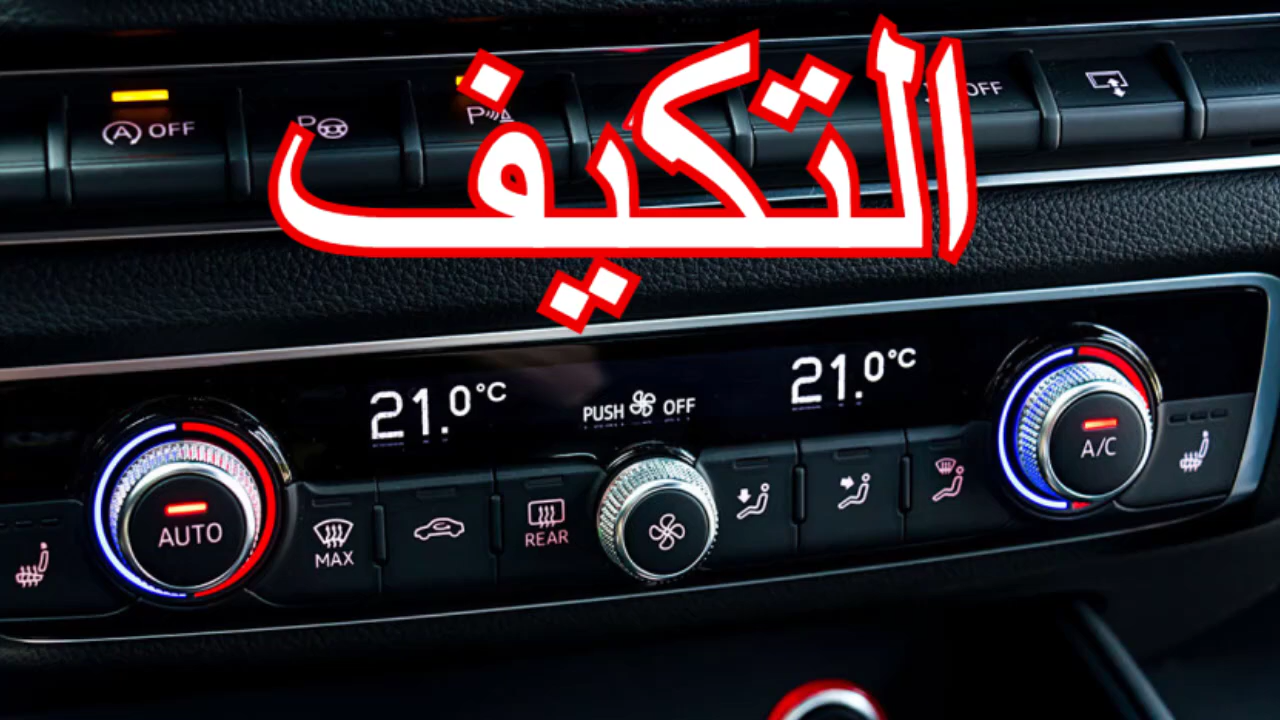 التكيف
OFF
P
P
OFF
21.0°C
PUSH OFF
21.0°C
AUTO
MAX
REAR
A/C